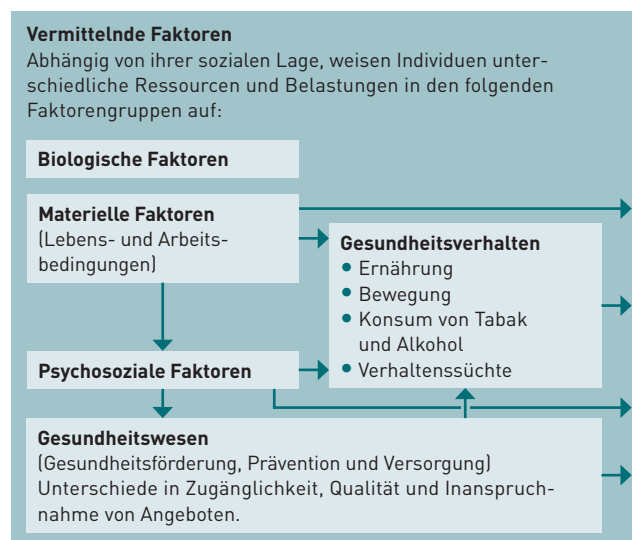 Vermittelnde Faktoren
Abhängig von ihrer sozialen Lage, weisen Individuen unter-
schiedliche Ressourcen und Belastungen in den folgenden
Faktorengruppen auf:
Biologische Faktoren
Materielle Faktoren
(Lebens- und Arbeits-
bedingungen)
Gesundheitsverhalten
• Ernährung
• Bewegung
• Konsum von Tabak
und Alkohol
• Verhaltenssüchte
Psychosoziale Faktoren
Gesundheitswesen
(Gesundheitsförderung, Prävention und Versorgung)
Unterschiede in Zugänglichkeit, Qualität und Inanspruch-
nahme von Angeboten.